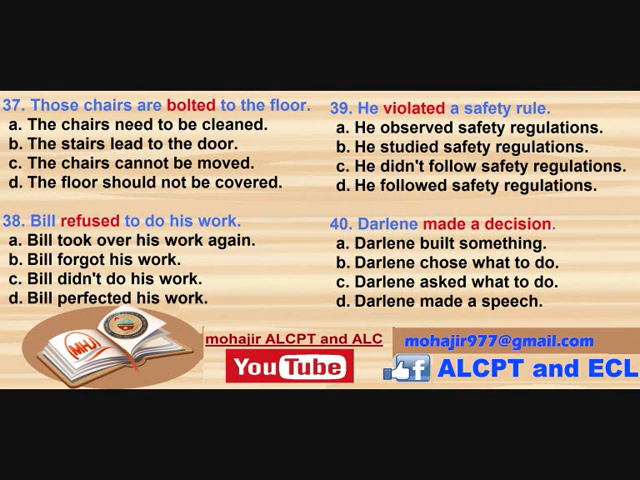 37. Those chairs are bolted to the floor.
a. The chairs need to be cleaned.
b. The stairs lead to the door.
c. The chairs cannot be moved.
d. The floor should not be covered.
38. Bill refused to do his work.
a. Bill took over his work again.
b. Bill forgot his work.
c. Bill didn't do his work.
d. Bill perfected his work.
39. He violated a safety rule.
a. He observed safety regulations.
b. He studied safety regulations.
c. He didn't follow safety regulations.
d. He followed safety regulations.
40. Darlene made a decision.
a. Darlene built something.
b. Darlene chose what to do.
c. Darlene asked what to do.
d. Darlene made a speech.
MHJ
mohajir ALCPT and ALC
YouTube
mohajir977@gmail.com
f ALCPT and ECL